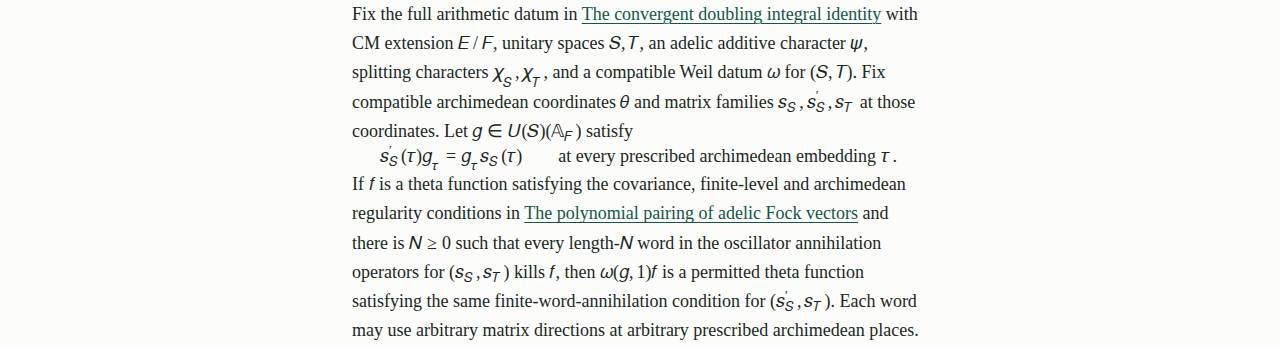 Fix the full arithmetic datum in The convergent doubling integral identity with
CM extension E/F, unitary spaces S,T, an adelic additive character ψ,
splitting characters χ_S, χ_T, and a compatible Weil datum ω for (S,T). Fix
compatible archimedean coordinates θ and matrix families s_S, s′_S, s_T at those
coordinates. Let g ∈ U(S)(𝔸_F) satisfy
s′_S(τ)g_τ = g_τ s_S(τ) at every prescribed archimedean embedding τ.
If f is a theta function satisfying the covariance, finite-level and archimedean
regularity conditions in The polynomial pairing of adelic Fock vectors and
there is N ≥ 0 such that every length-N word in the oscillator annihilation
operators for (s_S, s_T) kills f, then ω(g,1)f is a permitted theta function
satisfying the same finite-word-annihilation condition for (s′_S, s_T). Each word
may use arbitrary matrix directions at arbitrary prescribed archimedean places.